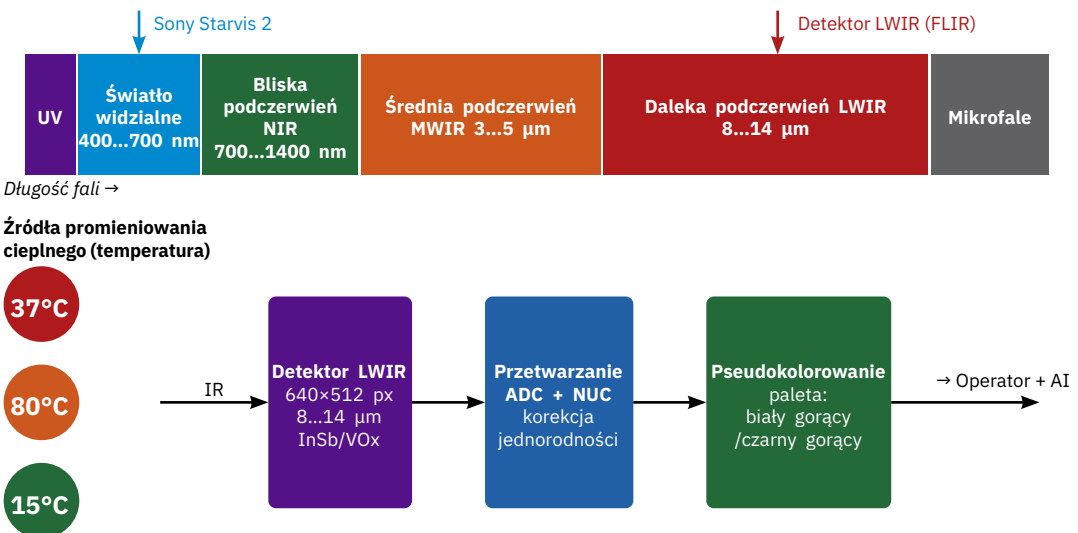 Sony Starvis 2
Detektor LWIR (FLIR)
UV
Światło
widzialne
400...700 nm
Bliska
podczerwień
NIR
700...1400 nm
Średnia podczerwień
MWIR 3...5 µm
Daleka podczerwień LWIR
8...14 µm
Mikrofale
Długość fali →
Źródła promieniowania
cieplnego (temperatura)
37°C
80°C
15°C
IR
Detektor LWIR
640×512 px
8...14 µm
InSb/VOx
Przetwarzanie
ADC + NUC
korekcja
jednorodności
Pseudokolorowanie
paleta:
biały gorący
/czarny gorący
→ Operator + AI